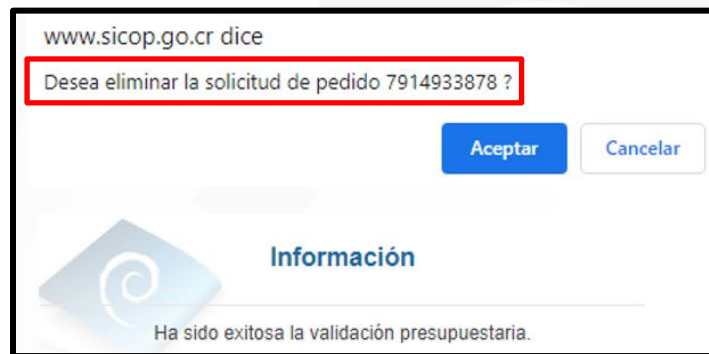 www.sicop.go.cr dice
Desea eliminar la solicitud de pedido 7914933878 ?
Aceptar Cancelar
Información
Ha sido exitosa la validación presupuestaria.